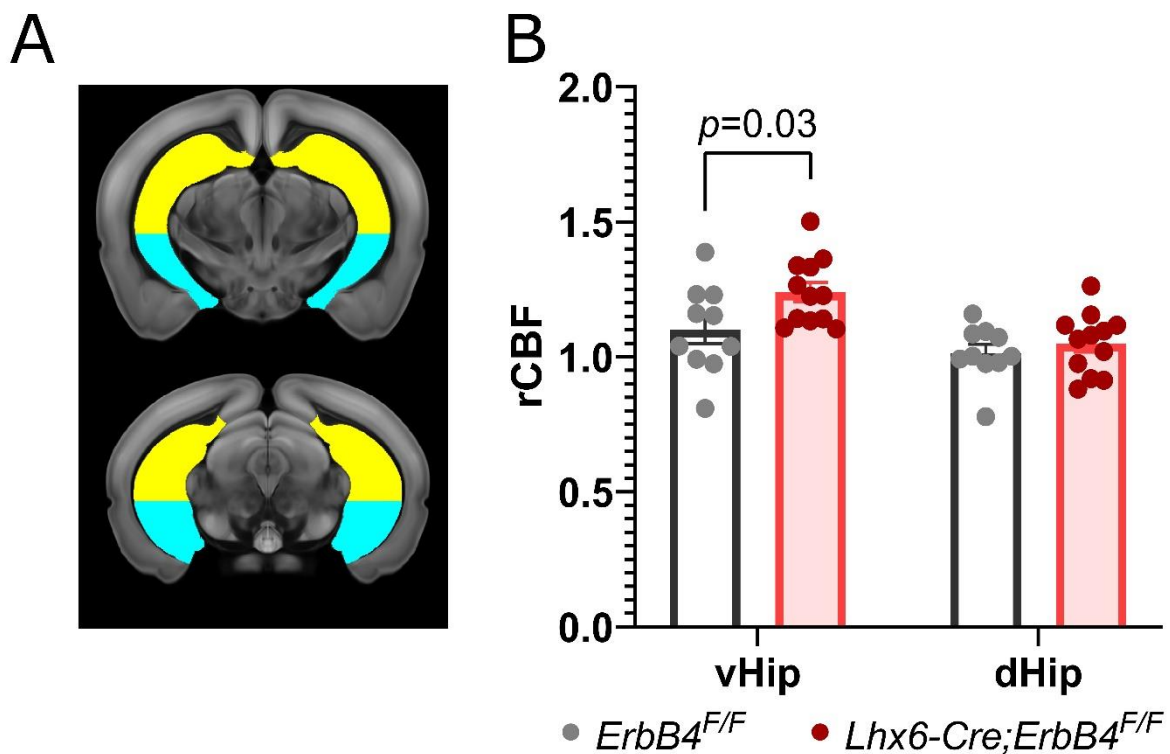 A
B
2.0
p=0.03
1.5
1.0
0.5
0.0
rCBF
vHip dHip
ErbB4F/F Lhx6-Cre;ErbB4F/F